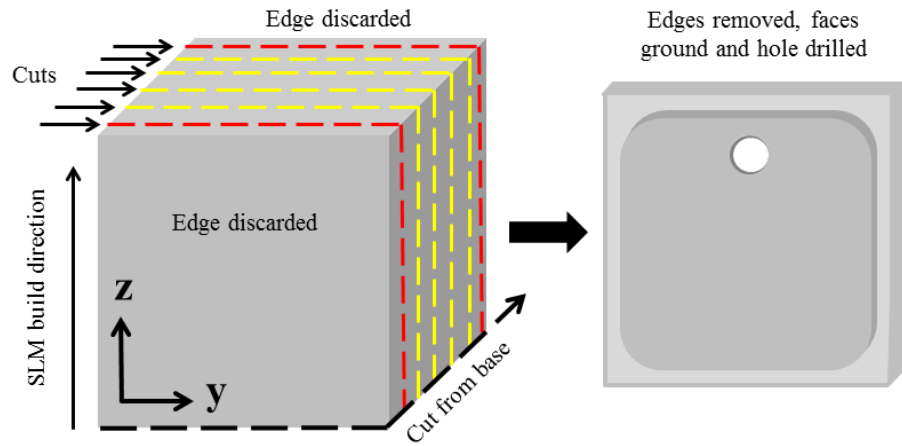 Edge discarded
Cuts
SLM build direction
Edge discarded
z
y
Cut from base
Edges removed, faces
ground and hole drilled